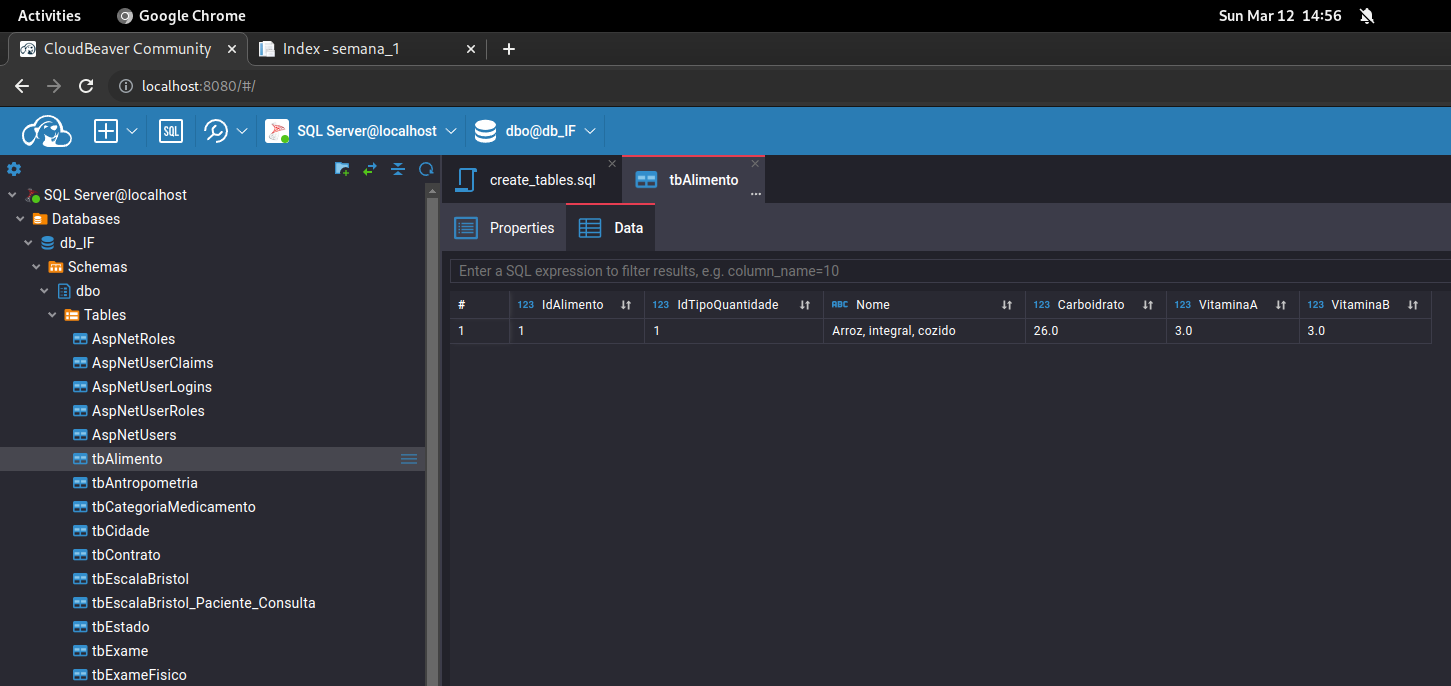 Activities Google Chrome Sun Mar 12 14:56
CloudBeaver Community Index - semana_1
localhost:8080/#/
SQL SQL Server@localhost dbo@db_IF
SQL Server@localhost
Databases
db_IF
Schemas
dbo
Tables
AspNetRoles
AspNetUserClaims
AspNetUserLogins
AspNetUserRoles
AspNetUsers
tbAlimento
tbAntropometria
tbCategoriaMedicamento
tbCidade
tbContrato
tbEscalaBristol
tbEscalaBristol_Paciente_Consulta
tbEstado
tbExame
tbExameFisico
create_tables.sql tbAlimento ...
Properties Data
Enter a SQL expression to filter results, e.g. column_name=10
# 123 IdAlimento 123 IdTipoQuantidade ABC Nome 123 Carboidrato 123 VitaminaA 123 VitaminaB
1 1 1 Arroz, integral, cozido 26.0 3.0 3.0